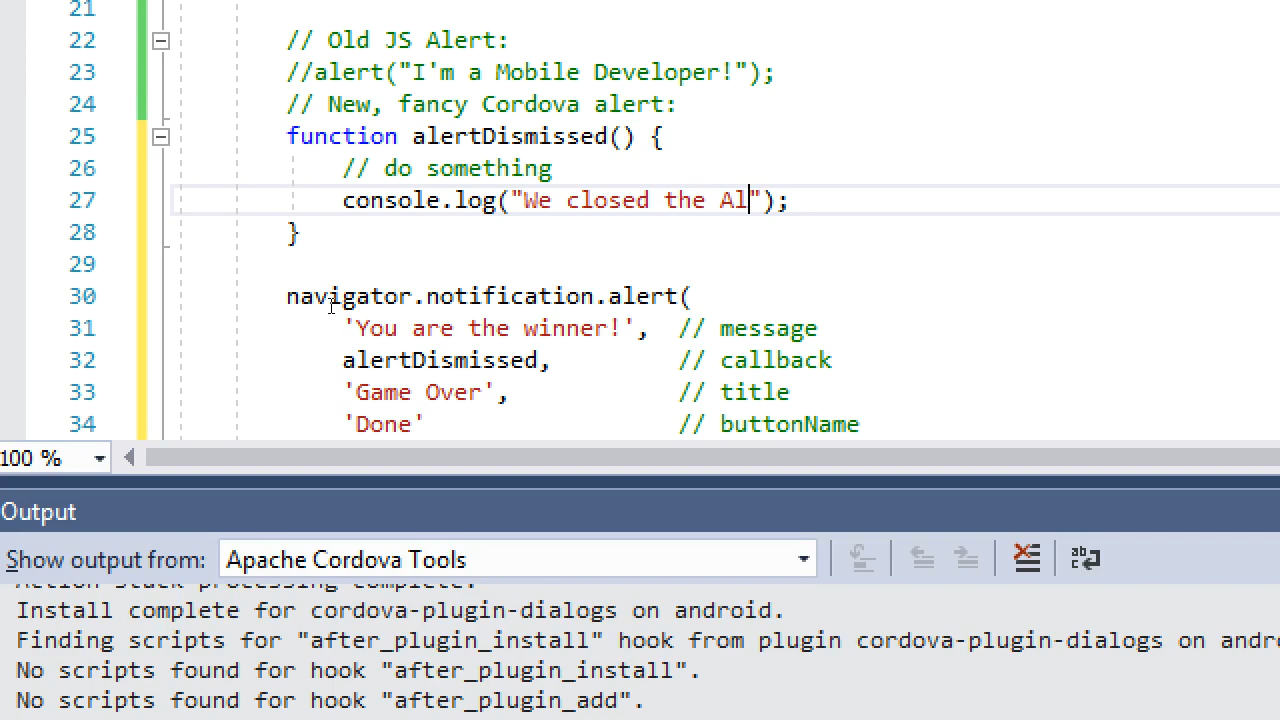 21
22 // Old JS Alert:
23 //alert("I'm a Mobile Developer!");
24 // New, fancy Cordova alert:
25 function alertDismissed() {
26 // do something
27 console.log("We closed the Al");
28 }
29
30 navigator.notification.alert(
31 'You are the winner!', // message
32 alertDismissed, // callback
33 'Game Over', // title
34 'Done' // buttonName
100 %
Output
Show output from: Apache Cordova Tools
Action stack processing complete.
Install complete for cordova-plugin-dialogs on android.
Finding scripts for "after_plugin_install" hook from plugin cordova-plugin-dialogs on andro
No scripts found for hook "after_plugin_install".
No scripts found for hook "after_plugin_add".